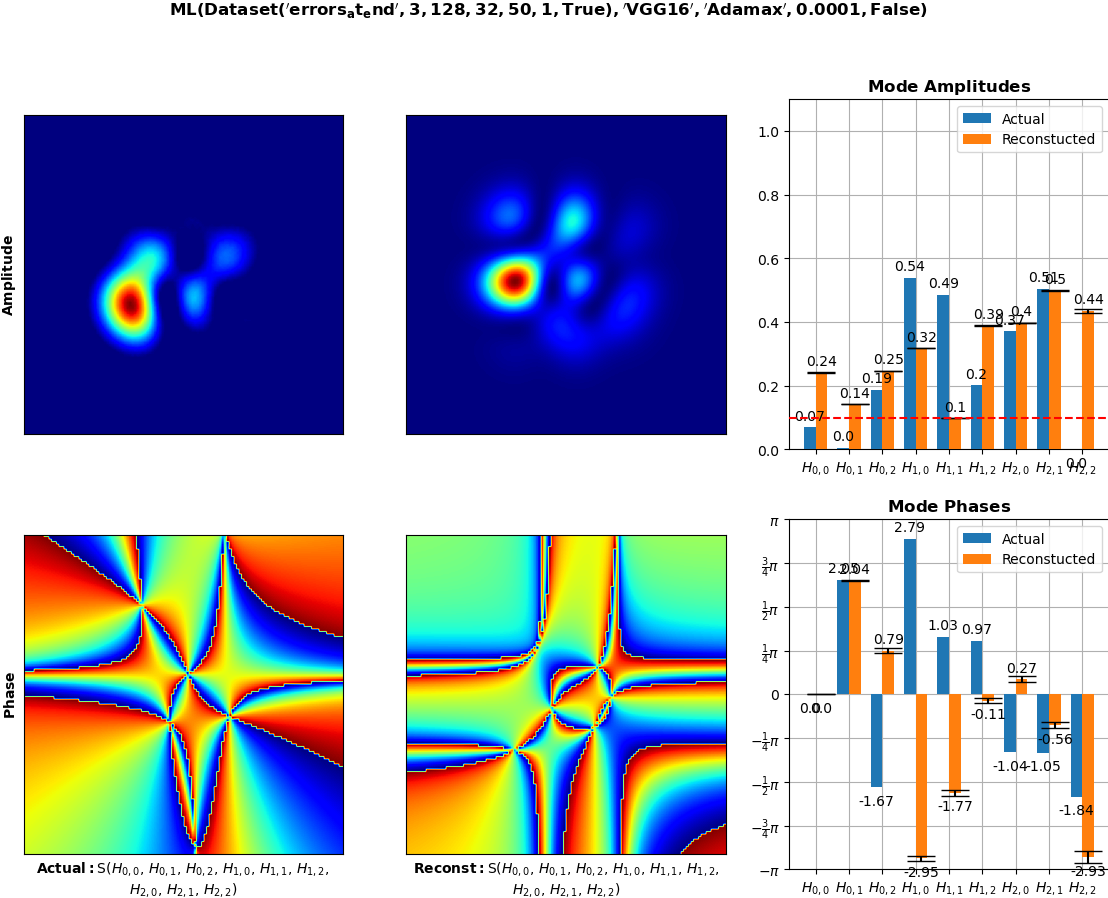 ML(Dataset('errors_at_end', 3, 128, 32, 50, 1, True), 'VGG16', 'Adamax', 0.0001, False)
Amplitude
Mode Amplitudes
Actual
Reconstucted
1.0
0.8
0.6
0.4
0.2
0.0
0.07
0.24
0.0
0.14
0.19
0.25
0.54
0.32
0.49
0.1
0.2
0.39
0.37
0.4
0.51
0.5
0.0
0.44
H0,0 H0,1 H0,2 H1,0 H1,1 H1,2 H2,0 H2,1 H2,2
Phase
Actual: S(H0,0, H0,1, H0,2, H1,0, H1,1, H1,2,
H2,0, H2,1, H2,2)
Reconst: S(H0,0, H0,1, H0,2, H1,0, H1,1, H1,2,
H2,0, H2,1, H2,2)
Mode Phases
Actual
Reconstucted
π
3/4π
1/2π
1/4π
0
−1/4π
−1/2π
−3/4π
−π
0.0
0.0
2.05
2.04
-1.67
0.79
2.79
-2.95
1.03
-1.77
0.97
-0.11
-1.04
0.27
-1.05
-0.56
-1.84
-2.93
H0,0 H0,1 H0,2 H1,0 H1,1 H1,2 H2,0 H2,1 H2,2